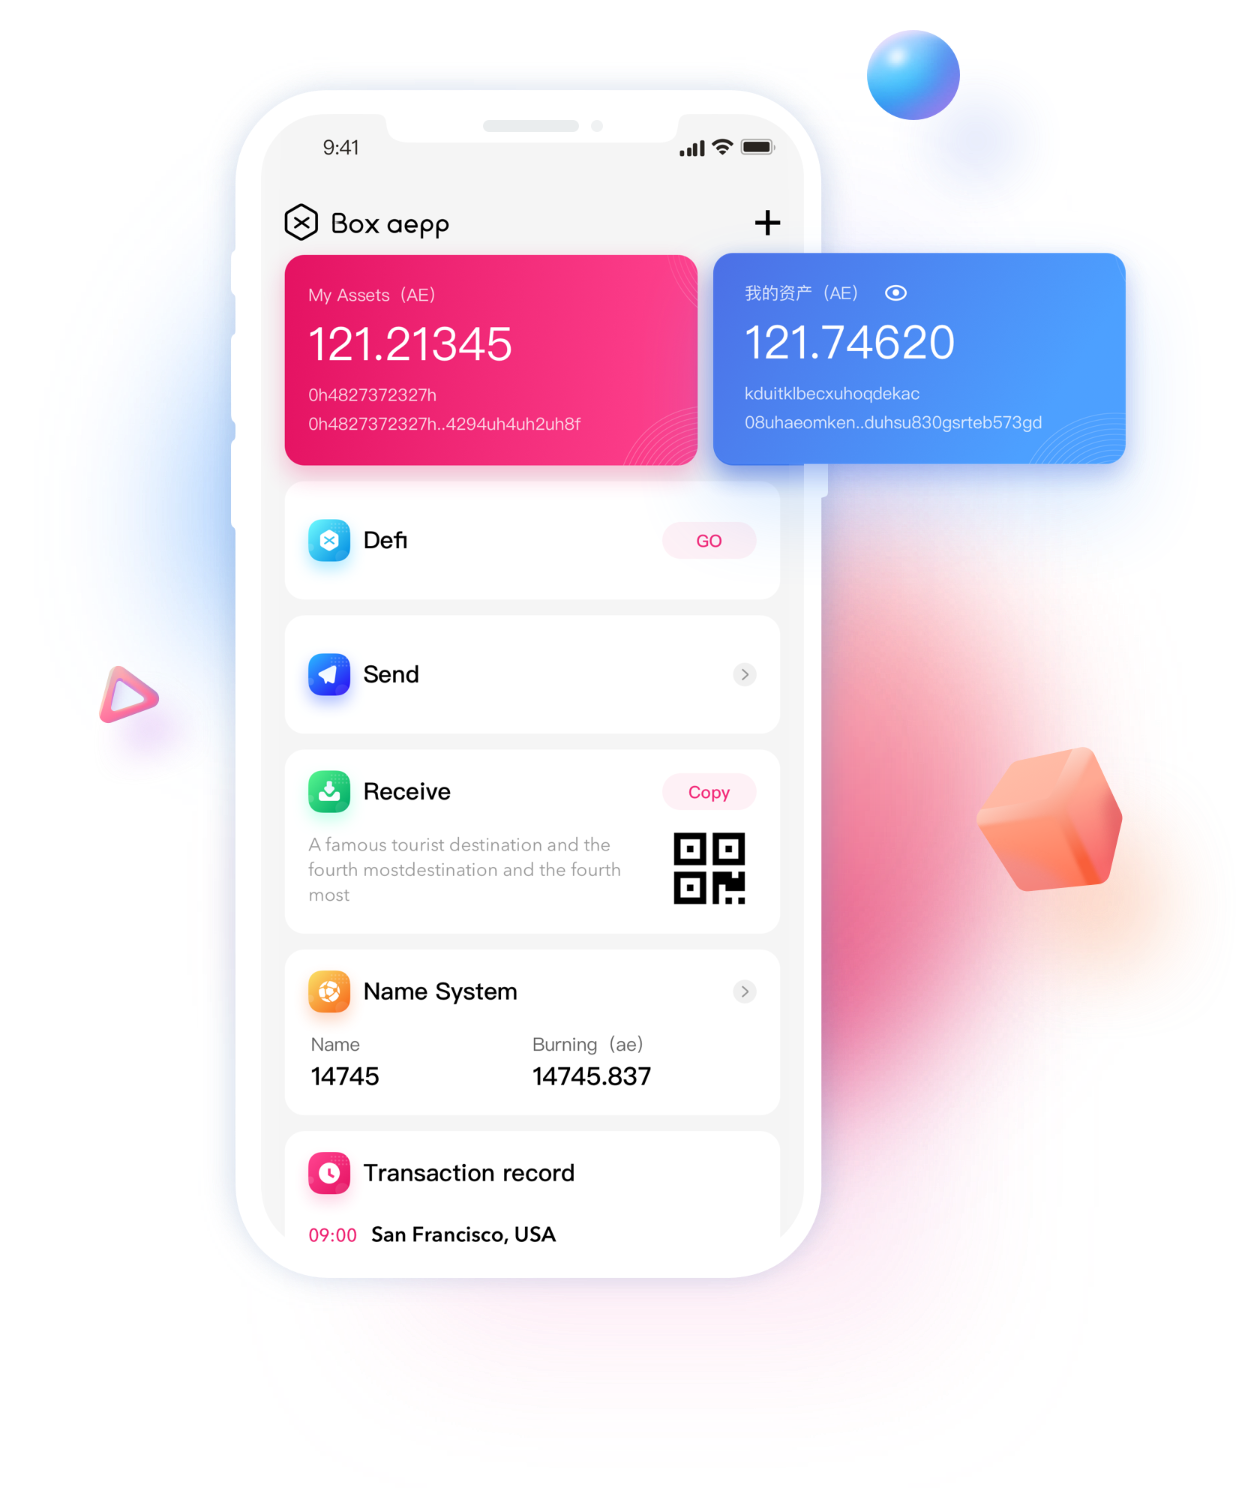 9:41
Box aepp
My Assets（AE）
121.21345
0h4827372327h
0h4827372327h..4294uh4uh2uh8f
我的资产（AE）
121.74620
kduitklbecxuhoqdekac
08uhaeomken..duhsu830gsrteb573gd
Defi
GO
Send
Receive
Copy
A famous tourist destination and the
fourth mostdestination and the fourth
most
Name System
Name
Burning（ae）
14745
14745.837
Transaction record
09:00 San Francisco, USA